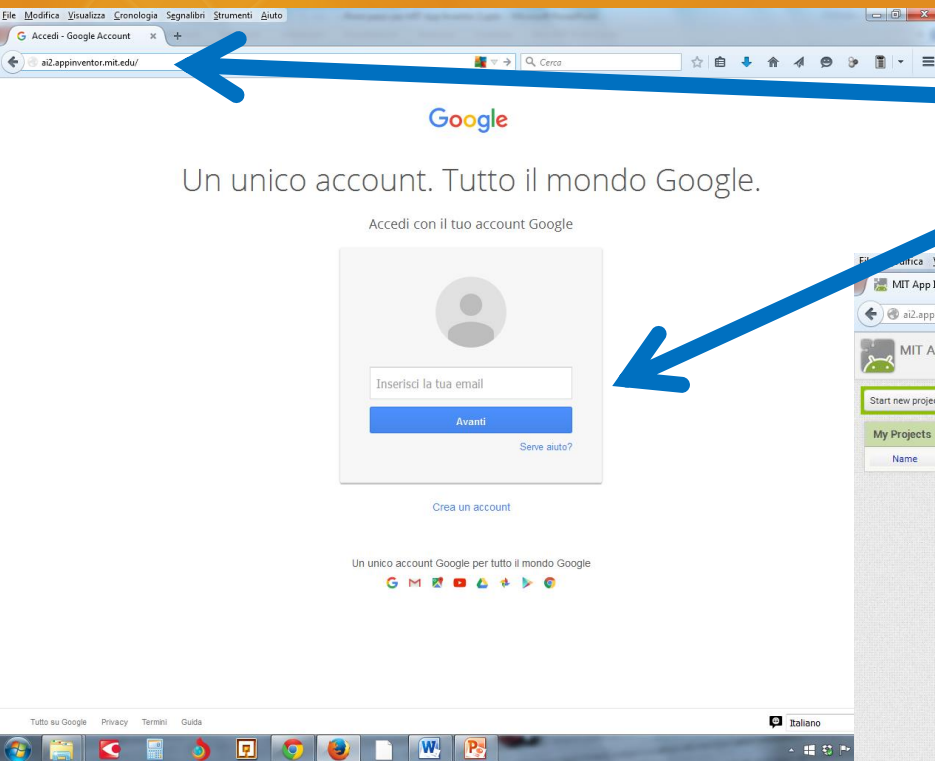 File Modifica Visualizza Cronologia Segnalibri Strumenti Aiuto
Accedi - Google Account
ai2.appinventor.mit.edu/
Cerca
Google
Un unico account. Tutto il mondo Google.
Accedi con il tuo account Google
Inserisci la tua email
Avanti
Serve aiuto?
Crea un account
Un unico account Google per tutto il mondo Google
Tutto su Google Privacy Termini Guida
Italiano
MIT App I
ai2.app
MIT A
Start new projec
My Projects
Name